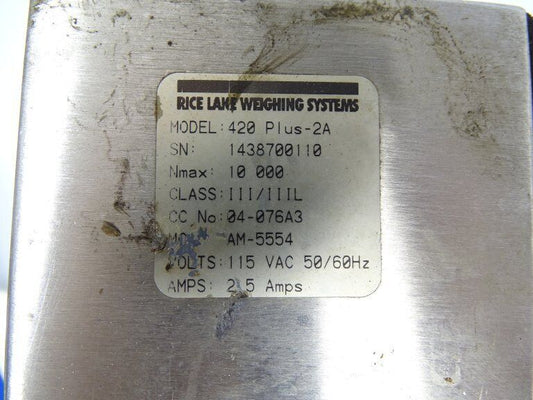 RICE LAKE WEIGHING SYSTEMS
MODEL: 420 Plus-2A
SN: 1438700110
Nmax: 10 000
CLASS: III/IIIL
CC No: 04-076A3
AM-5554
VOLTS: 115 VAC 50/60Hz
AMPS: 2.5 Amps